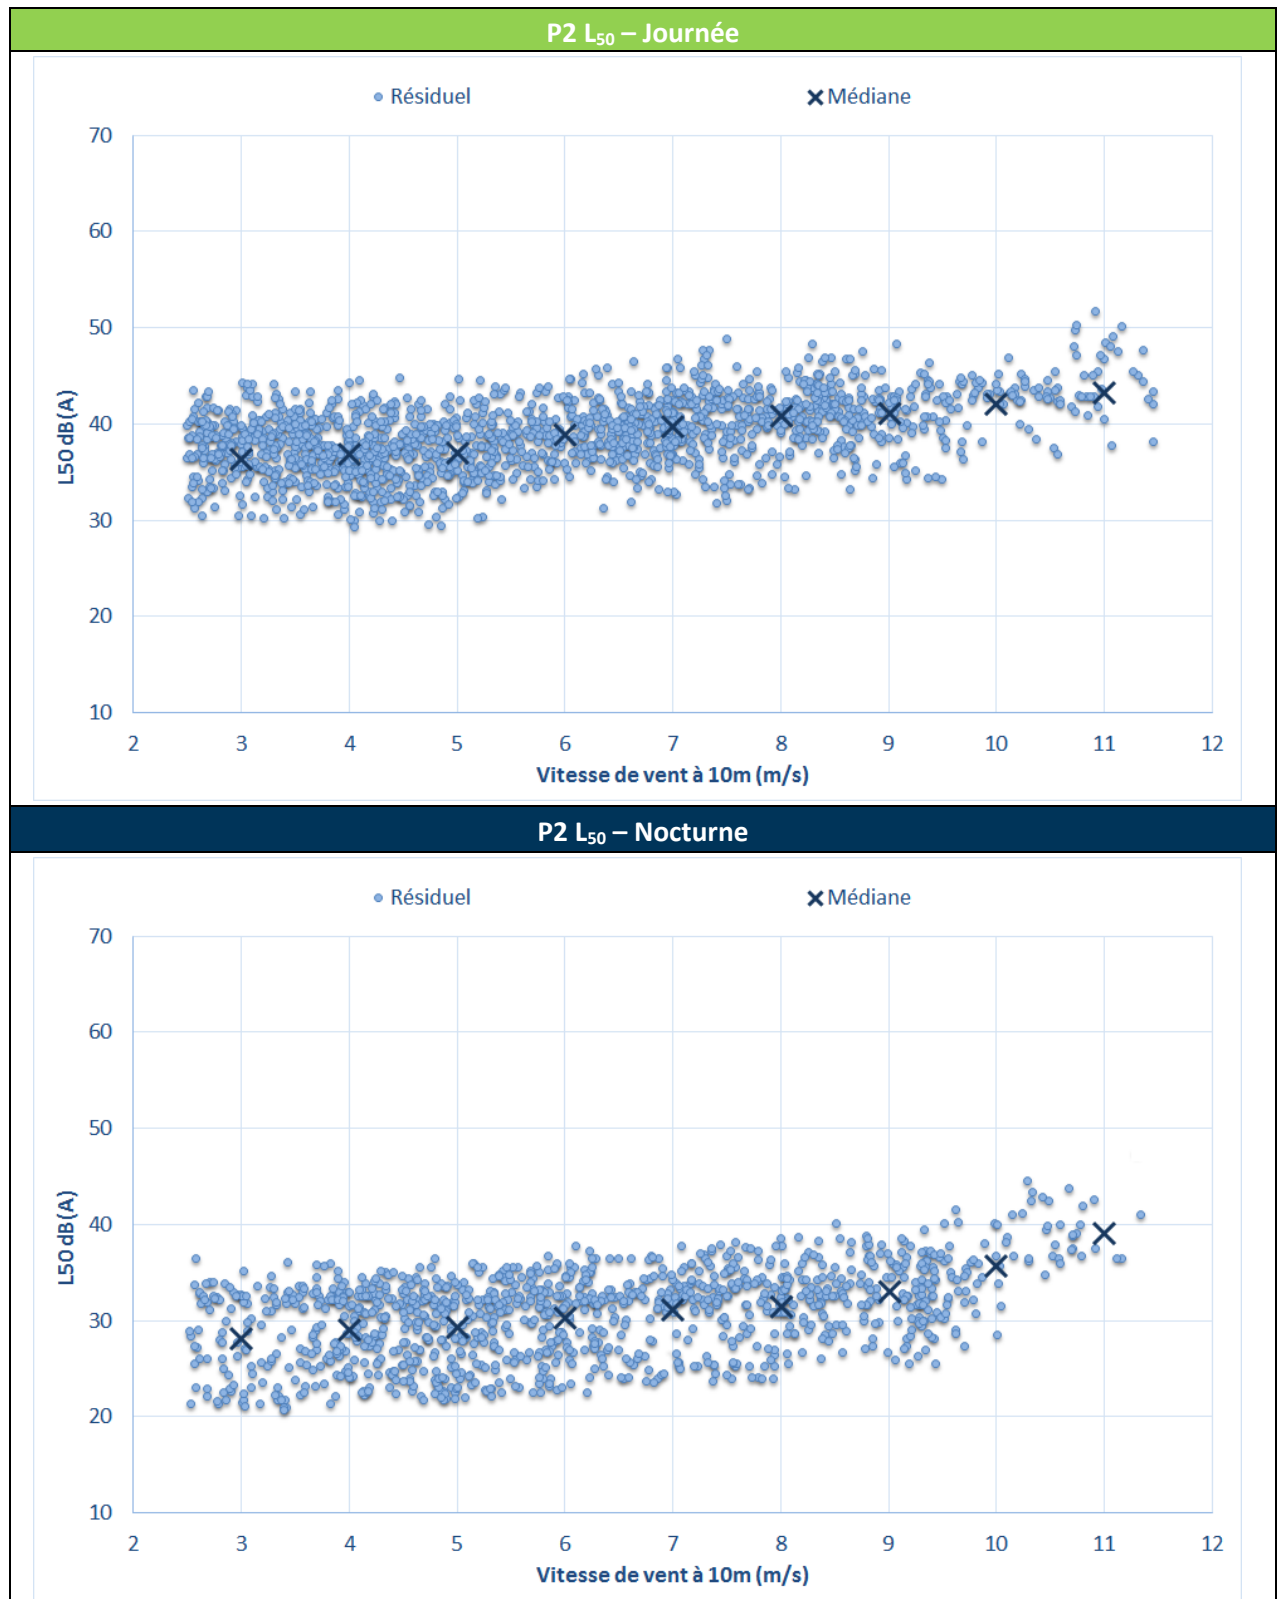 P2 L50 – Journée
Résiduel Médiane
70
60
50
40
30
20
10
L50 dB(A)
2 3 4 5 6 7 8 9 10 11 12
Vitesse de vent à 10m (m/s)
P2 L50 – Nocturne
Résiduel Médiane
70
60
50
40
30
20
10
L50 dB(A)
2 3 4 5 6 7 8 9 10 11 12
Vitesse de vent à 10m (m/s)